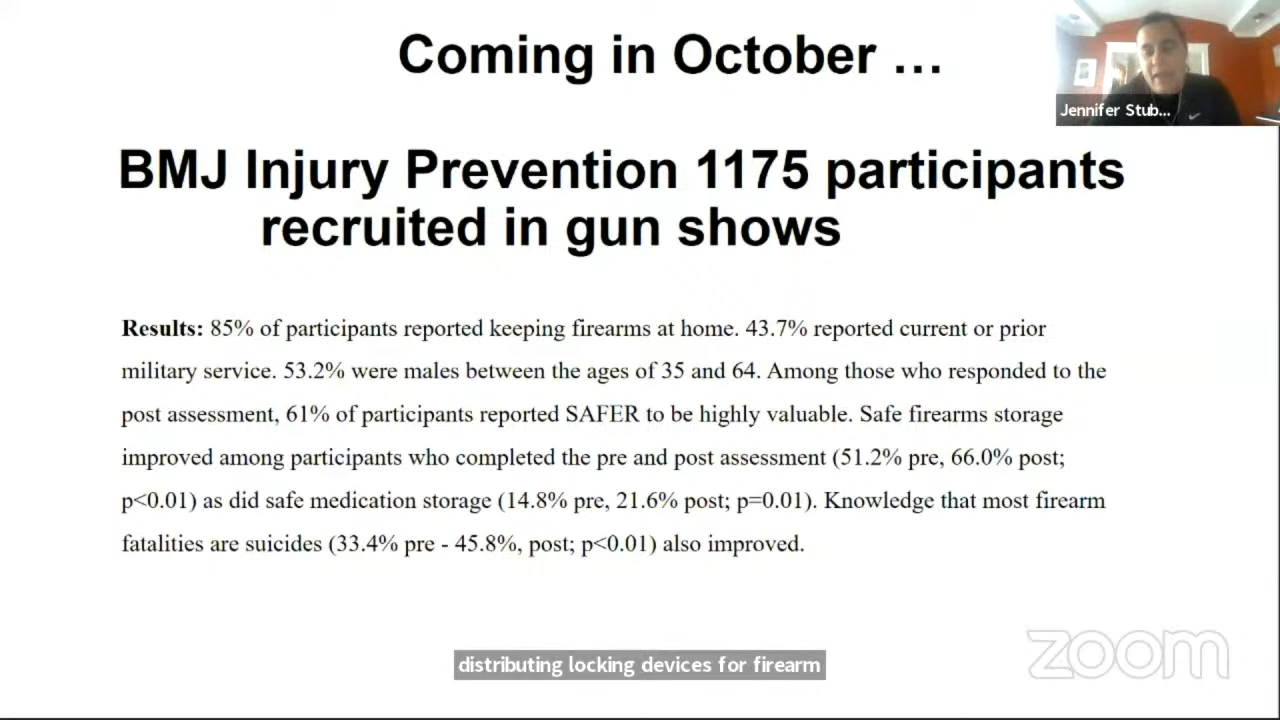 Coming in October …
Jennifer Stub...
BMJ Injury Prevention 1175 participants
recruited in gun shows
Results: 85% of participants reported keeping firearms at home. 43.7% reported current or prior
military service. 53.2% were males between the ages of 35 and 64. Among those who responded to the
post assessment, 61% of participants reported SAFER to be highly valuable. Safe firearms storage
improved among participants who completed the pre and post assessment (51.2% pre, 66.0% post;
p<0.01) as did safe medication storage (14.8% pre, 21.6% post; p=0.01). Knowledge that most firearm
fatalities are suicides (33.4% pre - 45.8%, post; p<0.01) also improved.
distributing locking devices for firearm
zoom